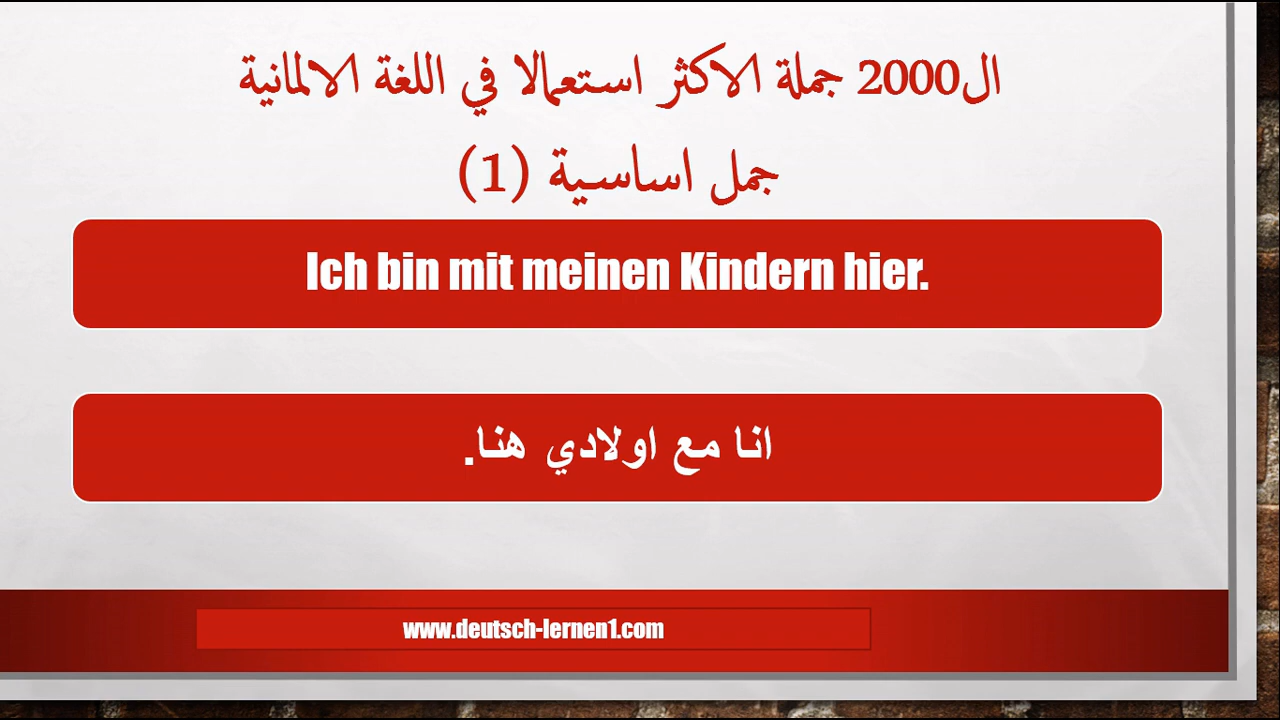 ال2000 جملة الاكثر استعمالا في اللغة الالمانية
جمل اساسية (1)
Ich bin mit meinen Kindern hier.
انا مع اولادي هنا.
www.deutsch-lernen1.com